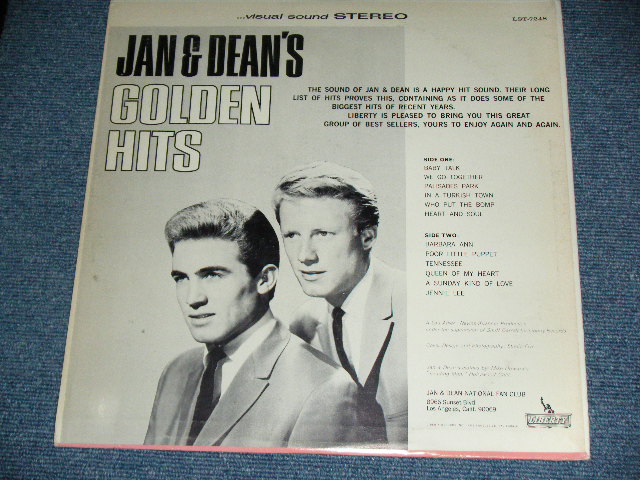 ...visual sound STEREO
LST-7248
JAN & DEAN'S
GOLDEN
HITS
THE SOUND OF JAN & DEAN IS A HAPPY HIT SOUND. THEIR LONG
LIST OF HITS PROVES THIS, CONTAINING AS IT DOES SOME OF THE
BIGGEST HITS OF RECENT YEARS.
LIBERTY IS PLEASED TO BRING YOU THIS GREAT
GROUP OF BEST SELLERS, YOURS TO ENJOY AGAIN AND AGAIN.
SIDE ONE:
BABY TALK
WE GO TOGETHER
PALISADES PARK
IN A TURKISH TOWN
WHO PUT THE BOMP
HEART AND SOUL
SIDE TWO:
BARBARA ANN
POOR LITTLE PUPPET
TENNESSEE
QUEEN OF MY HEART
A SUNDAY KIND OF LOVE
JENNIE LEE
JAN & DEAN NATIONAL FAN CLUB
8965 Sunset Blvd.
Los Angeles, Calif. 90069
LIBERTY